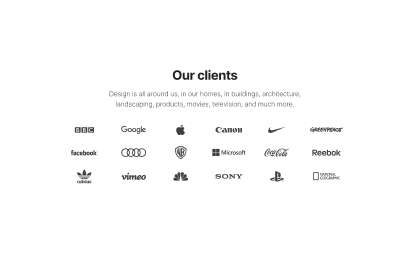 Our clients
Design is all around us, in our homes, in buildings, architecture,
landscaping, products, movies, television, and much more.
BBC Google Canon GREENPEACE
facebook WB Microsoft Coca-Cola Reebok
adidas vimeo SONY NATIONAL
GEOGRAPHIC